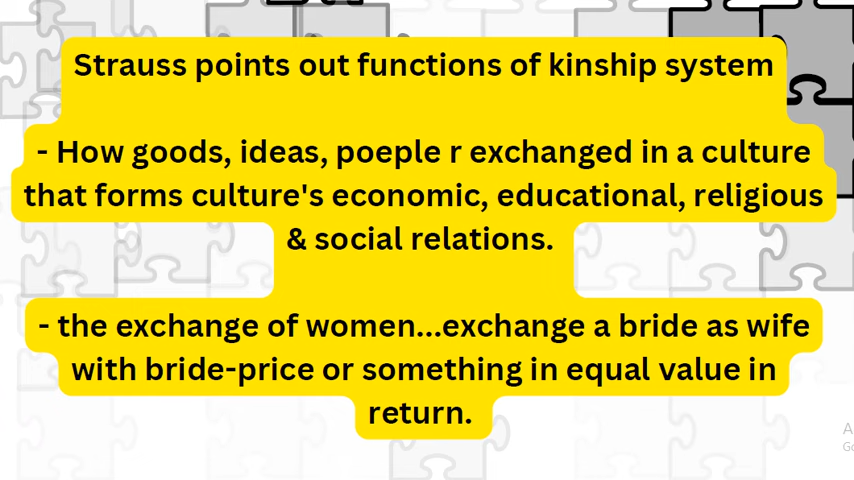 Strauss points out functions of kinship system
- How goods, ideas, poeple r exchanged in a culture
that forms culture's economic, educational, religious
& social relations.
- the exchange of women...exchange a bride as wife
with bride-price or something in equal value in
return.